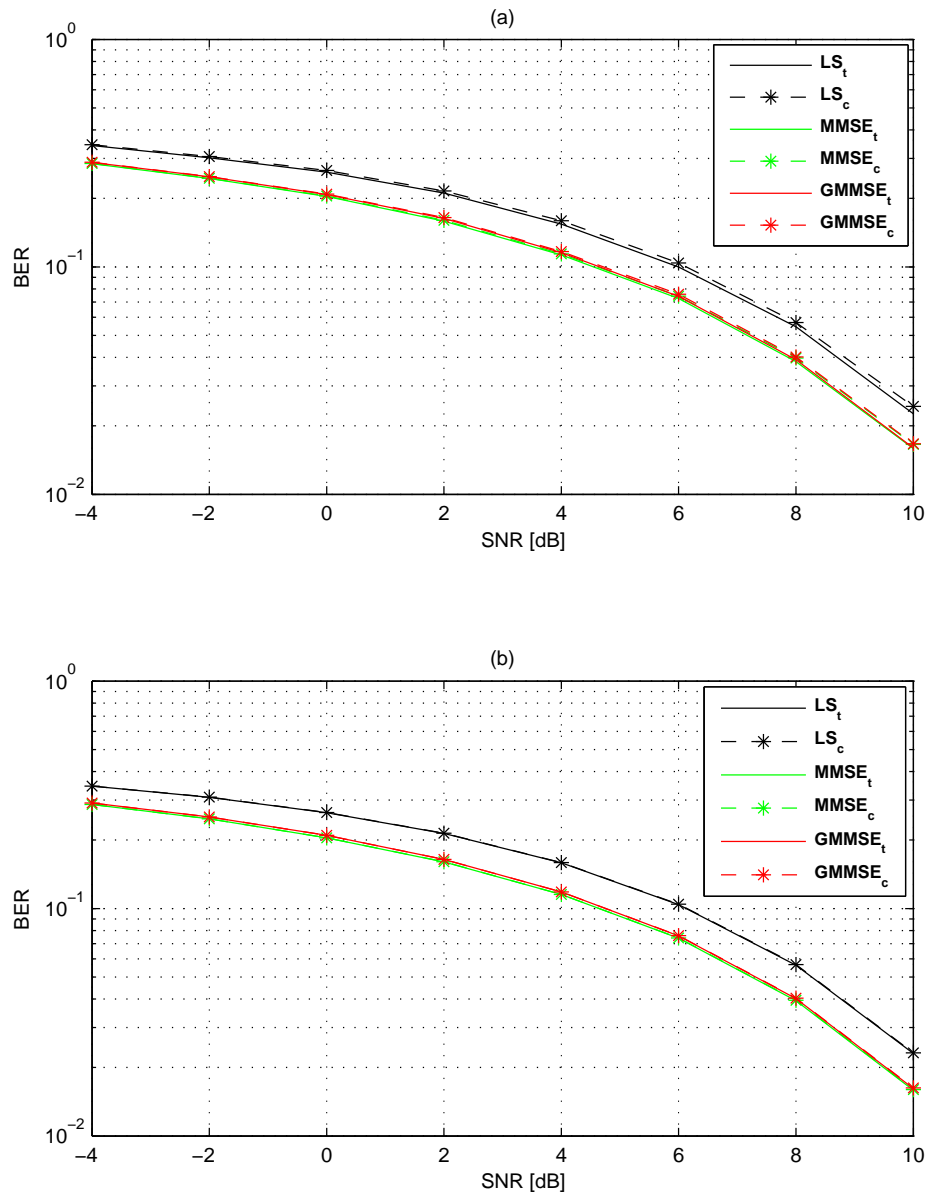 (a)
10^0
10^-1
10^-2
BER
−4 −2 0 2 4 6 8 10
SNR [dB]
LS_t
LS_c
MMSE_t
MMSE_c
GMMSE_t
GMMSE_c
(b)
10^0
10^-1
10^-2
BER
−4 −2 0 2 4 6 8 10
SNR [dB]
LS_t
LS_c
MMSE_t
MMSE_c
GMMSE_t
GMMSE_c